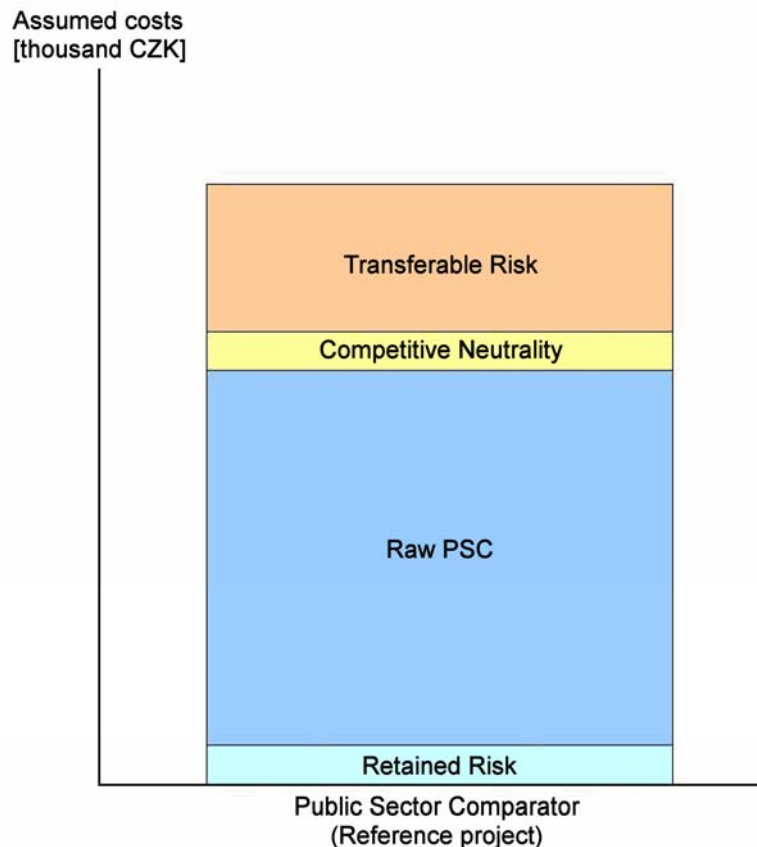 Assumed costs
[thousand CZK]
Transferable Risk
Competitive Neutrality
Raw PSC
Retained Risk
Public Sector Comparator
(Reference project)